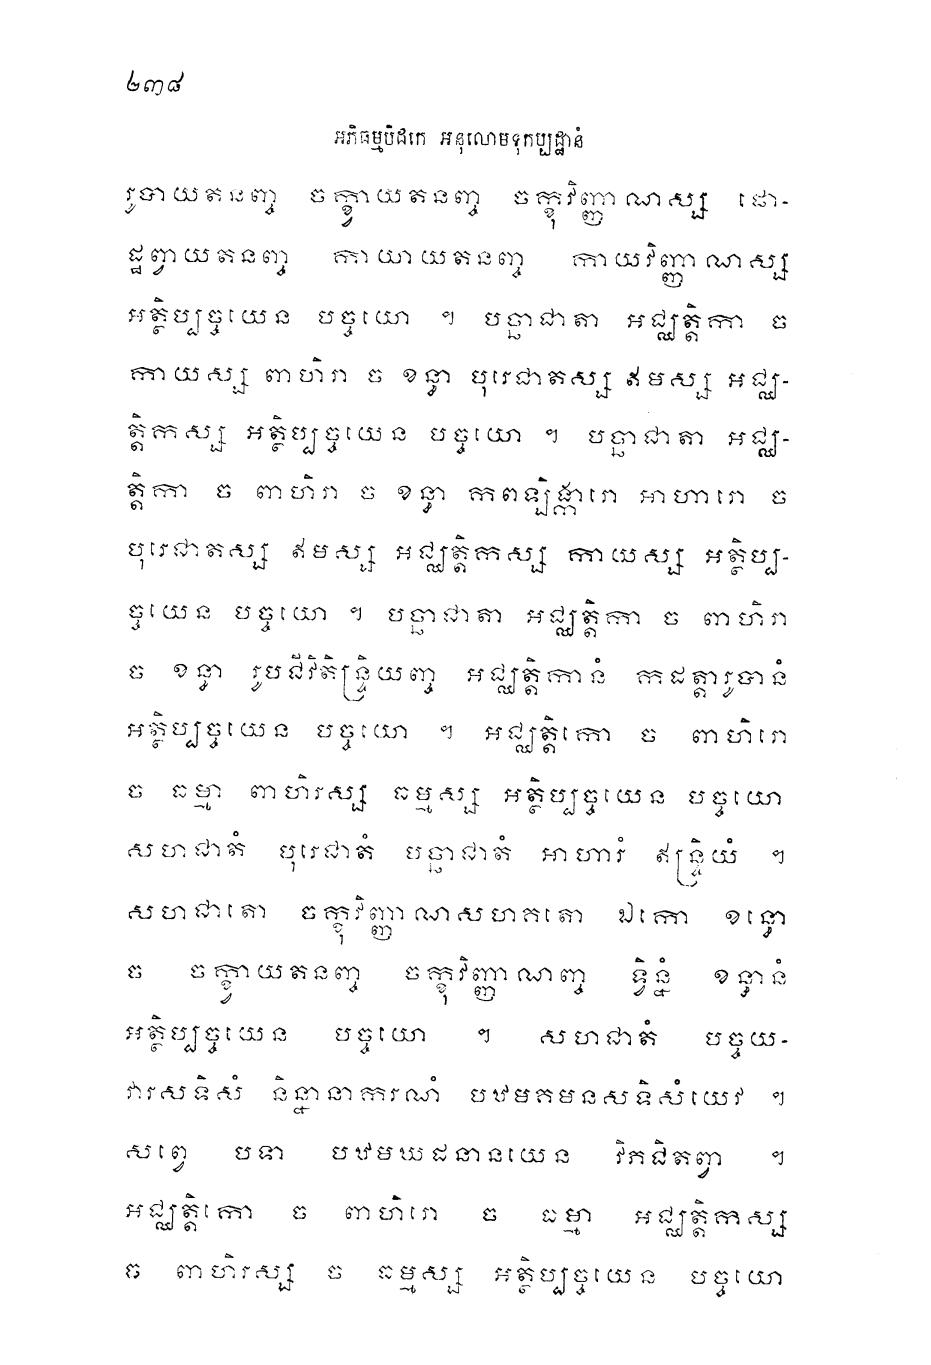 ២៣៨
អភិធម្មបិដកេ អនុលោមទុកប្បដ្ឋានំ
រូបាយតនញ្ច ចក្ខ្វាយតនញ្ច ចក្ខុវិញ្ញាណស្ស ផោ-
ដ្ឋព្វាយតនញ្ច កាយាយតនញ្ច កាយវិញ្ញាណស្ស
អត្ថិប្បច្ចយេន បច្ចយោ ។ បច្ឆាជាតា អជ្ឈត្តិកា ច
កាយស្ស ពាហិរា ច ខន្ធា បុរេជាតស្ស ឥមស្ស អជ្ឈ-
ត្តិកស្ស អត្ថិប្បច្ចយេន បច្ចយោ ។ បច្ឆាជាតា អជ្ឈ-
ត្តិកា ច ពាហិរា ច ខន្ធា កពឡិង្ការោ អាហារោ ច
បុរេជាតស្ស ឥមស្ស អជ្ឈត្តិកស្ស កាយស្ស អត្ថិប្ប-
ច្ចយេន បច្ចយោ ។ បច្ឆាជាតា អជ្ឈត្តិកា ច ពាហិរា
ច ខន្ធា រូបជីវិតិន្ទ្រិយញ្ច អជ្ឈត្តិកានំ កដត្តារូបានំ
អត្ថិប្បច្ចយេន បច្ចយោ ។ អជ្ឈត្តិកោ ច ពាហិរោ
ច ធម្មា ពាហិរស្ស ធម្មស្ស អត្ថិប្បច្ចយេន បច្ចយោ
សហជាតំ បុរេជាតំ បច្ឆាជាតំ អាហារំ ឥន្ទ្រិយំ ។
សហជាតោ ចក្ខុវិញ្ញាណសហគតោ ឯកោ ខន្ធោ
ច ចក្ខ្វាយតនញ្ច ចក្ខុវិញ្ញាណញ្ច ទ្វិន្នំ ខន្ធានំ
អត្ថិប្បច្ចយេន បច្ចយោ ។ សហជាតំ បច្ចយ-
វារសទិសំ និន្នានាករណំ បឋមគមនសទិសំយេវ ។
សព្វេ បទា បឋមឃដនានយេន វិភជិតព្វា ។
អជ្ឈត្តិកោ ច ពាហិរោ ច ធម្មា អជ្ឈត្តិកស្ស
ច ពាហិរស្ស ច ធម្មស្ស អត្ថិប្បច្ចយេន បច្ចយោ